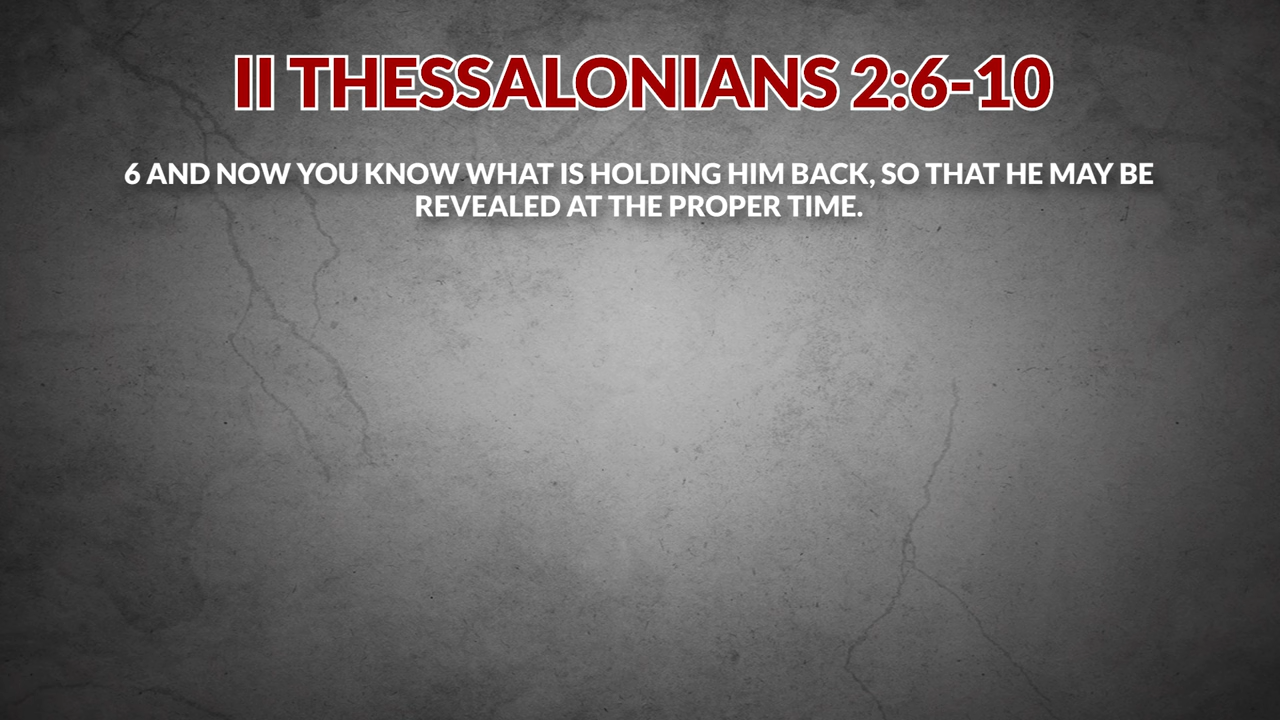 II THESSALONIANS 2:6-10
6 AND NOW YOU KNOW WHAT IS HOLDING HIM BACK, SO THAT HE MAY BE
REVEALED AT THE PROPER TIME.